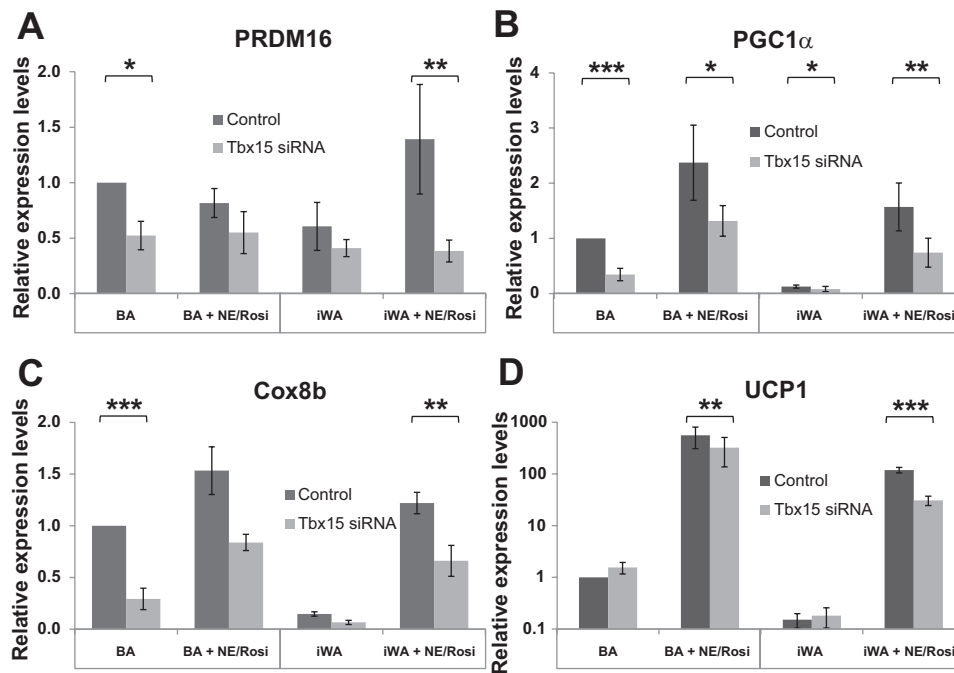 A
PRDM16
Relative expression levels
2.0
1.5
1.0
0.5
0.0
*
**
Control
Tbx15 siRNA
BA
BA + NE/Rosi
iWA
iWA + NE/Rosi
B
PGC1α
Relative expression levels
4
3
2
1
0
***
*
*
**
Control
Tbx15 siRNA
BA
BA + NE/Rosi
iWA
iWA + NE/Rosi
C
Cox8b
Relative expression levels
2.0
1.5
1.0
0.5
0.0
***
**
Control
Tbx15 siRNA
BA
BA + NE/Rosi
iWA
iWA + NE/Rosi
D
UCP1
Relative expression levels
1000
100
10
1
0.1
**
***
Control
Tbx15 siRNA
BA
BA + NE/Rosi
iWA
iWA + NE/Rosi